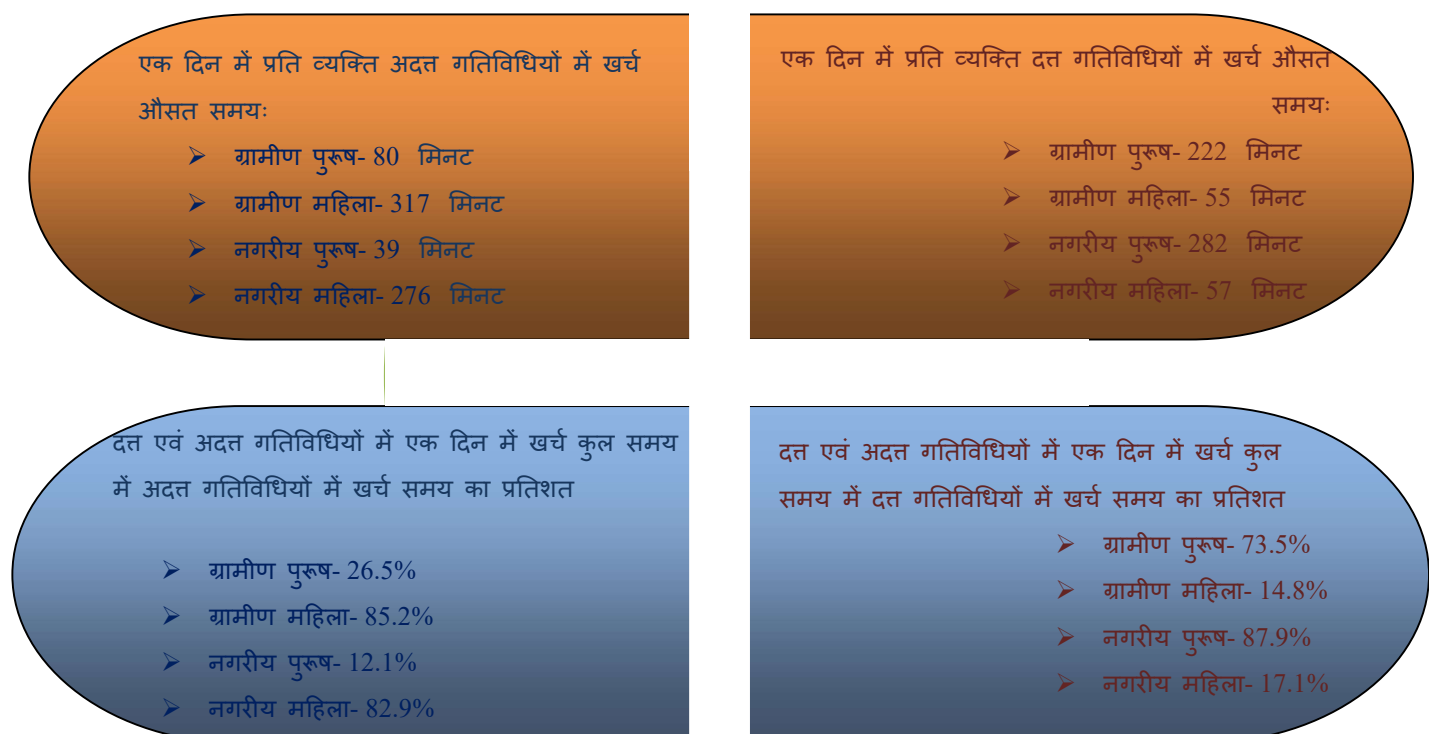 एक दिन में प्रति व्यक्ति अदत्त गतिविधियों में खर्च
औसत समयः
➢ ग्रामीण पुरूष- 80 मिनट
➢ ग्रामीण महिला- 317 मिनट
➢ नगरीय पुरूष- 39 मिनट
➢ नगरीय महिला- 276 मिनट
एक दिन में प्रति व्यक्ति दत्त गतिविधियों में खर्च औसत
समयः
➢ ग्रामीण पुरूष- 222 मिनट
➢ ग्रामीण महिला- 55 मिनट
➢ नगरीय पुरूष- 282 मिनट
➢ नगरीय महिला- 57 मिनट
दत्त एवं अदत्त गतिविधियों में एक दिन में खर्च कुल समय
में अदत्त गतिविधियों में खर्च समय का प्रतिशत
➢ ग्रामीण पुरूष- 26.5%
➢ ग्रामीण महिला- 85.2%
➢ नगरीय पुरूष- 12.1%
➢ नगरीय महिला- 82.9%
दत्त एवं अदत्त गतिविधियों में एक दिन में खर्च कुल
समय में दत्त गतिविधियों में खर्च समय का प्रतिशत
➢ ग्रामीण पुरूष- 73.5%
➢ ग्रामीण महिला- 14.8%
➢ नगरीय पुरूष- 87.9%
➢ नगरीय महिला- 17.1%